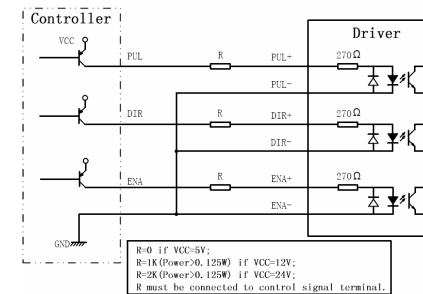 Controller
Driver
VCC
PUL
R
PUL+
270Ω
PUL-
DIR
R
DIR+
270Ω
DIR-
ENA
R
ENA+
270Ω
ENA-
GND
R=0 if VCC=5V;
R=1K(Power>0.125W) if VCC=12V;
R=2K(Power>0.125W) if VCC=24V;
R must be connected to control signal terminal.